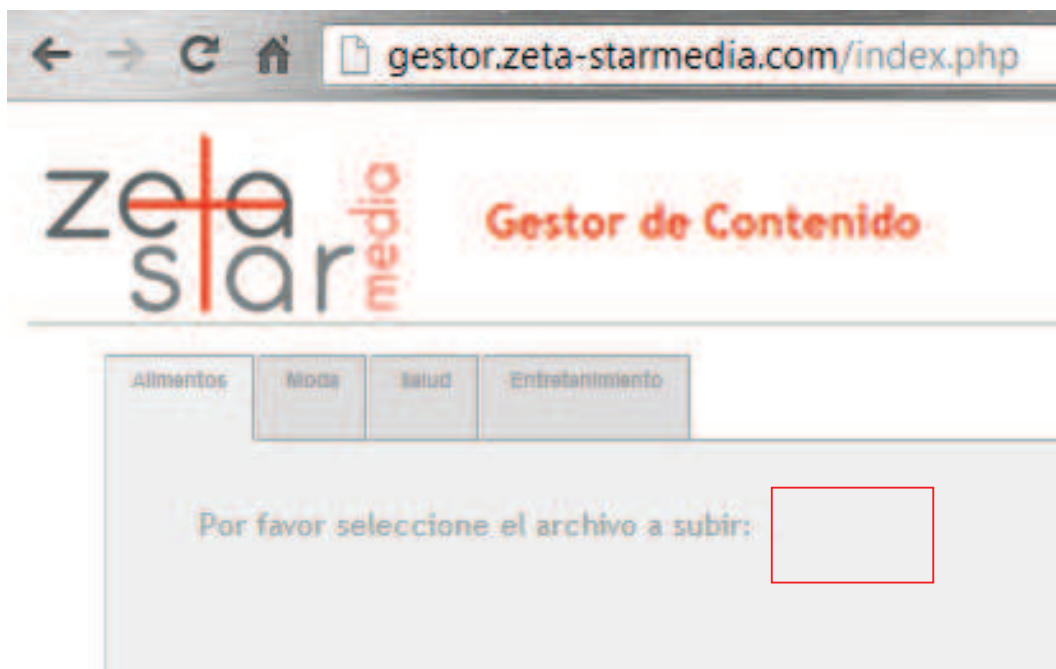 gestor.zeta-starmedia.com/index.php
zeta
star
media
Gestor de Contenido
Alimentos Moda Salud Entretenimiento
Por favor seleccione el archivo a subir: